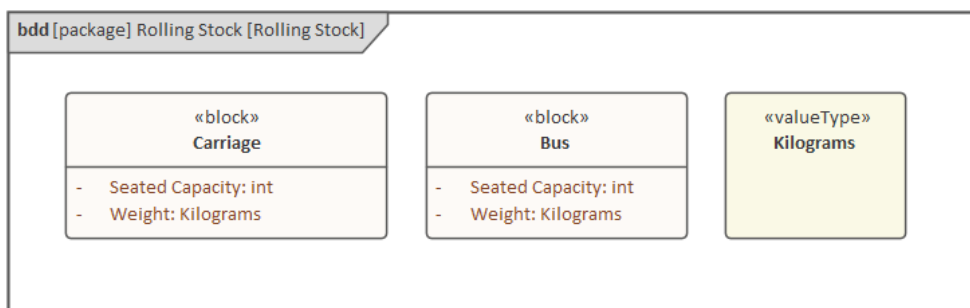 bdd [package] Rolling Stock [Rolling Stock]
«block»
Carriage
- Seated Capacity: int
- Weight: Kilograms
«block»
Bus
- Seated Capacity: int
- Weight: Kilograms
«valueType»
Kilograms